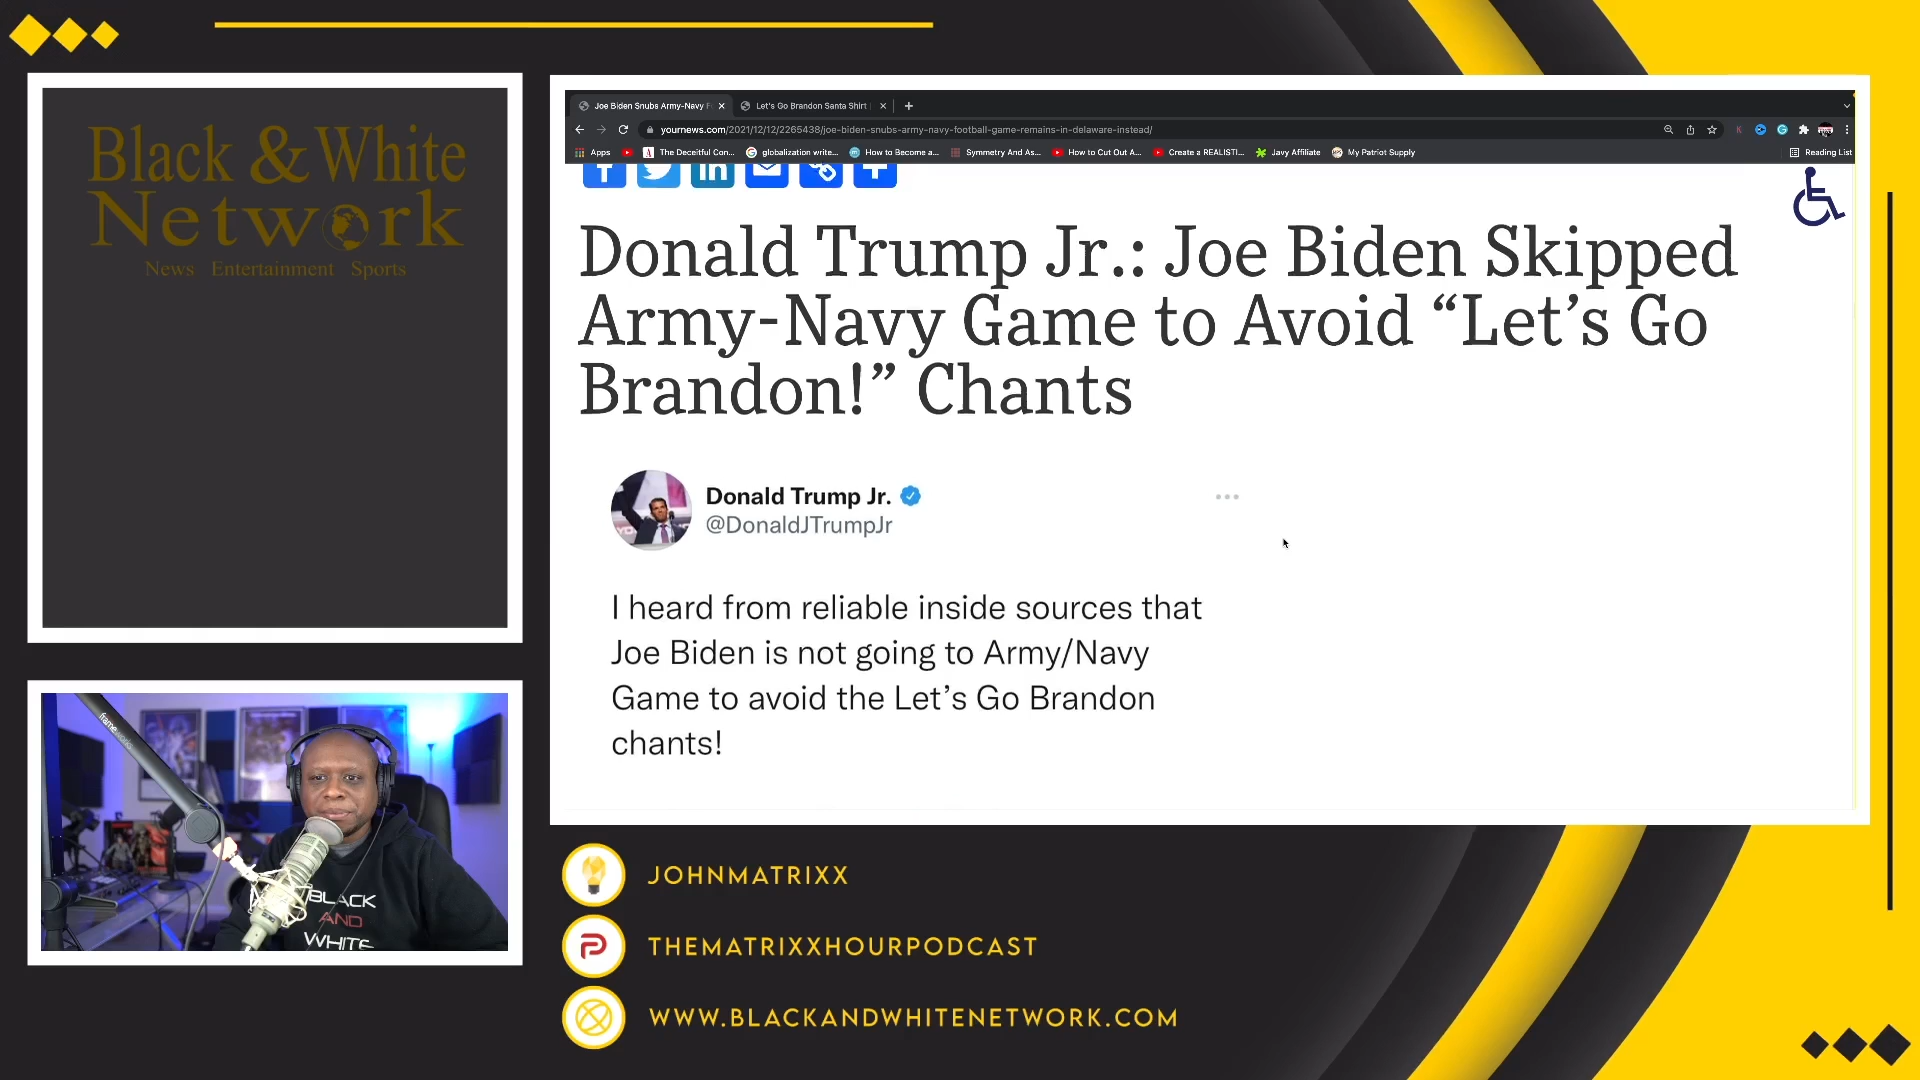 Black & White
Network
News Entertainment Sports
Joe Biden Snubs Army-Navy F
Let's Go Brandon Santa Shirt
yournews.com/2021/12/12/2265438/joe-biden-snubs-army-navy-football-game-remains-in-delaware-instead/
Apps
The Deceitful Con...
globalization write...
How to Become a...
Symmetry And As...
How to Cut Out A...
Create a REALISTI...
Javy Affiliate
My Patriot Supply
Reading List
Donald Trump Jr.: Joe Biden Skipped
Army-Navy Game to Avoid “Let’s Go
Brandon!” Chants
Donald Trump Jr.
@DonaldJTrumpJr
I heard from reliable inside sources that
Joe Biden is not going to Army/Navy
Game to avoid the Let’s Go Brandon
chants!
frameworks
BLACK
AND
WHITE
JOHNMATRIXX
THEMATRIXXHOURPODCAST
WWW.BLACKANDWHITENETWORK.COM